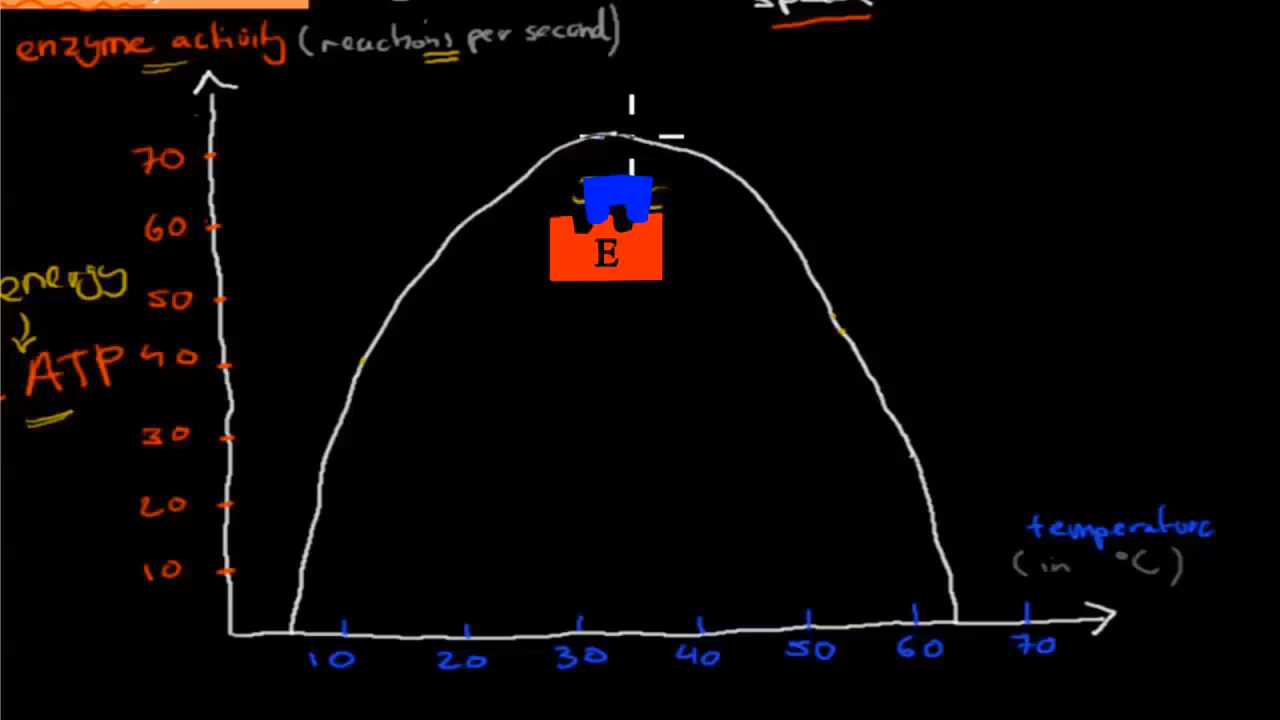 enzyme activity (reactions per second)
70
60
energy
50
ATP 40
E
30
20
temperature
10
(in °C)
10 20 30 40 50 60 70